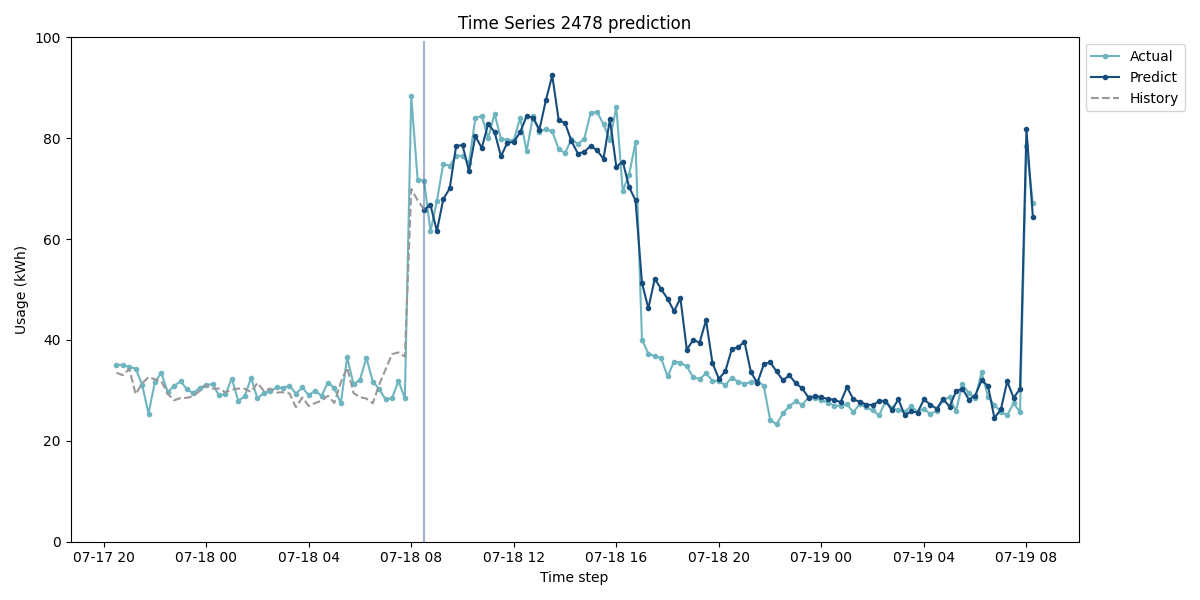 Time Series 2478 prediction
100
80
60
40
20
0
Usage (kWh)
07-17 20
07-18 00
07-18 04
07-18 08
07-18 12
07-18 16
07-18 20
07-19 00
07-19 04
07-19 08
Time step
Actual
Predict
History